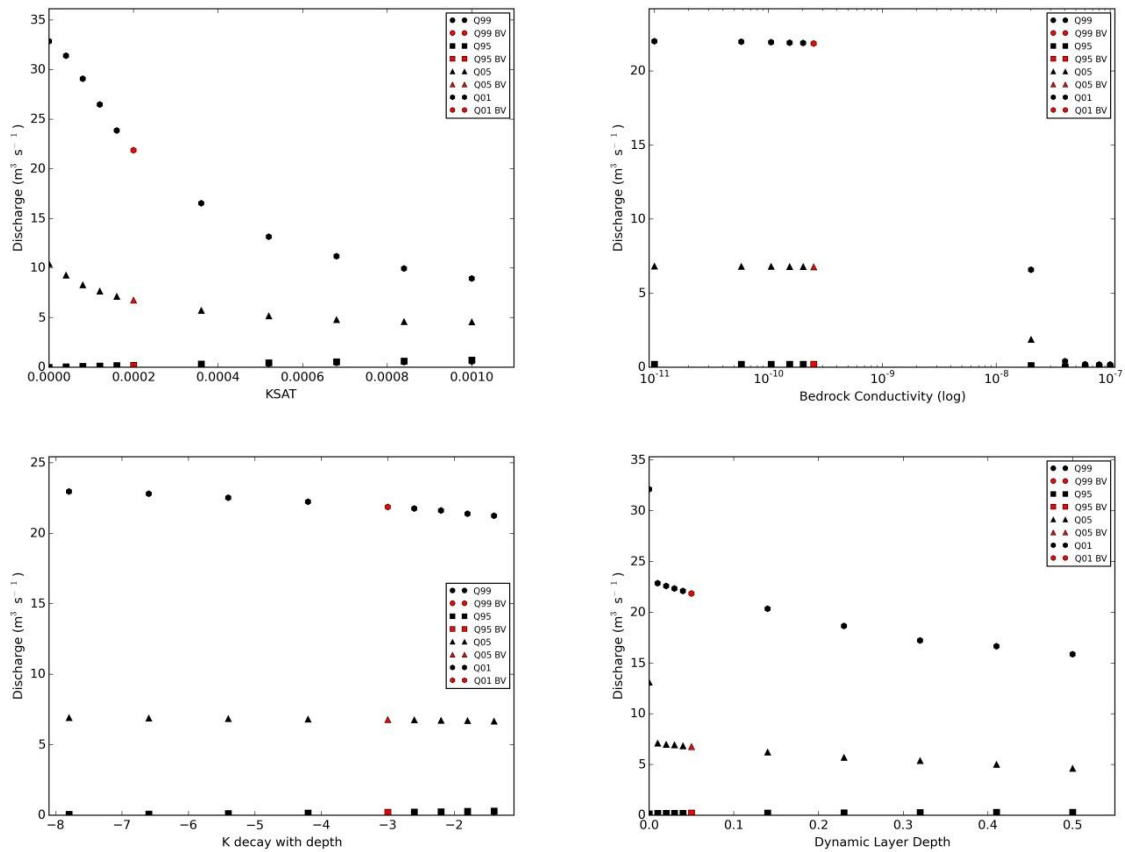 35
30
25
20
15
10
5
0
Discharge (m³ s⁻¹)
0.0000 0.0002 0.0004 0.0006 0.0008 0.0010
KSAT
Q99
Q99 BV
Q95
Q95 BV
Q05
Q05 BV
Q01
Q01 BV
20
15
10
5
0
Discharge (m³ s⁻¹)
10⁻¹¹ 10⁻¹⁰ 10⁻⁹ 10⁻⁸ 10⁻⁷
Bedrock Conductivity (log)
Q99
Q99 BV
Q95
Q95 BV
Q05
Q05 BV
Q01
Q01 BV
25
20
15
10
5
0
Discharge (m³ s⁻¹)
−8 −7 −6 −5 −4 −3 −2
K decay with depth
Q99
Q99 BV
Q95
Q95 BV
Q05
Q05 BV
Q01
Q01 BV
35
30
25
20
15
10
5
0
Discharge (m³ s⁻¹)
0.0 0.1 0.2 0.3 0.4 0.5
Dynamic Layer Depth
Q99
Q99 BV
Q95
Q95 BV
Q05
Q05 BV
Q01
Q01 BV